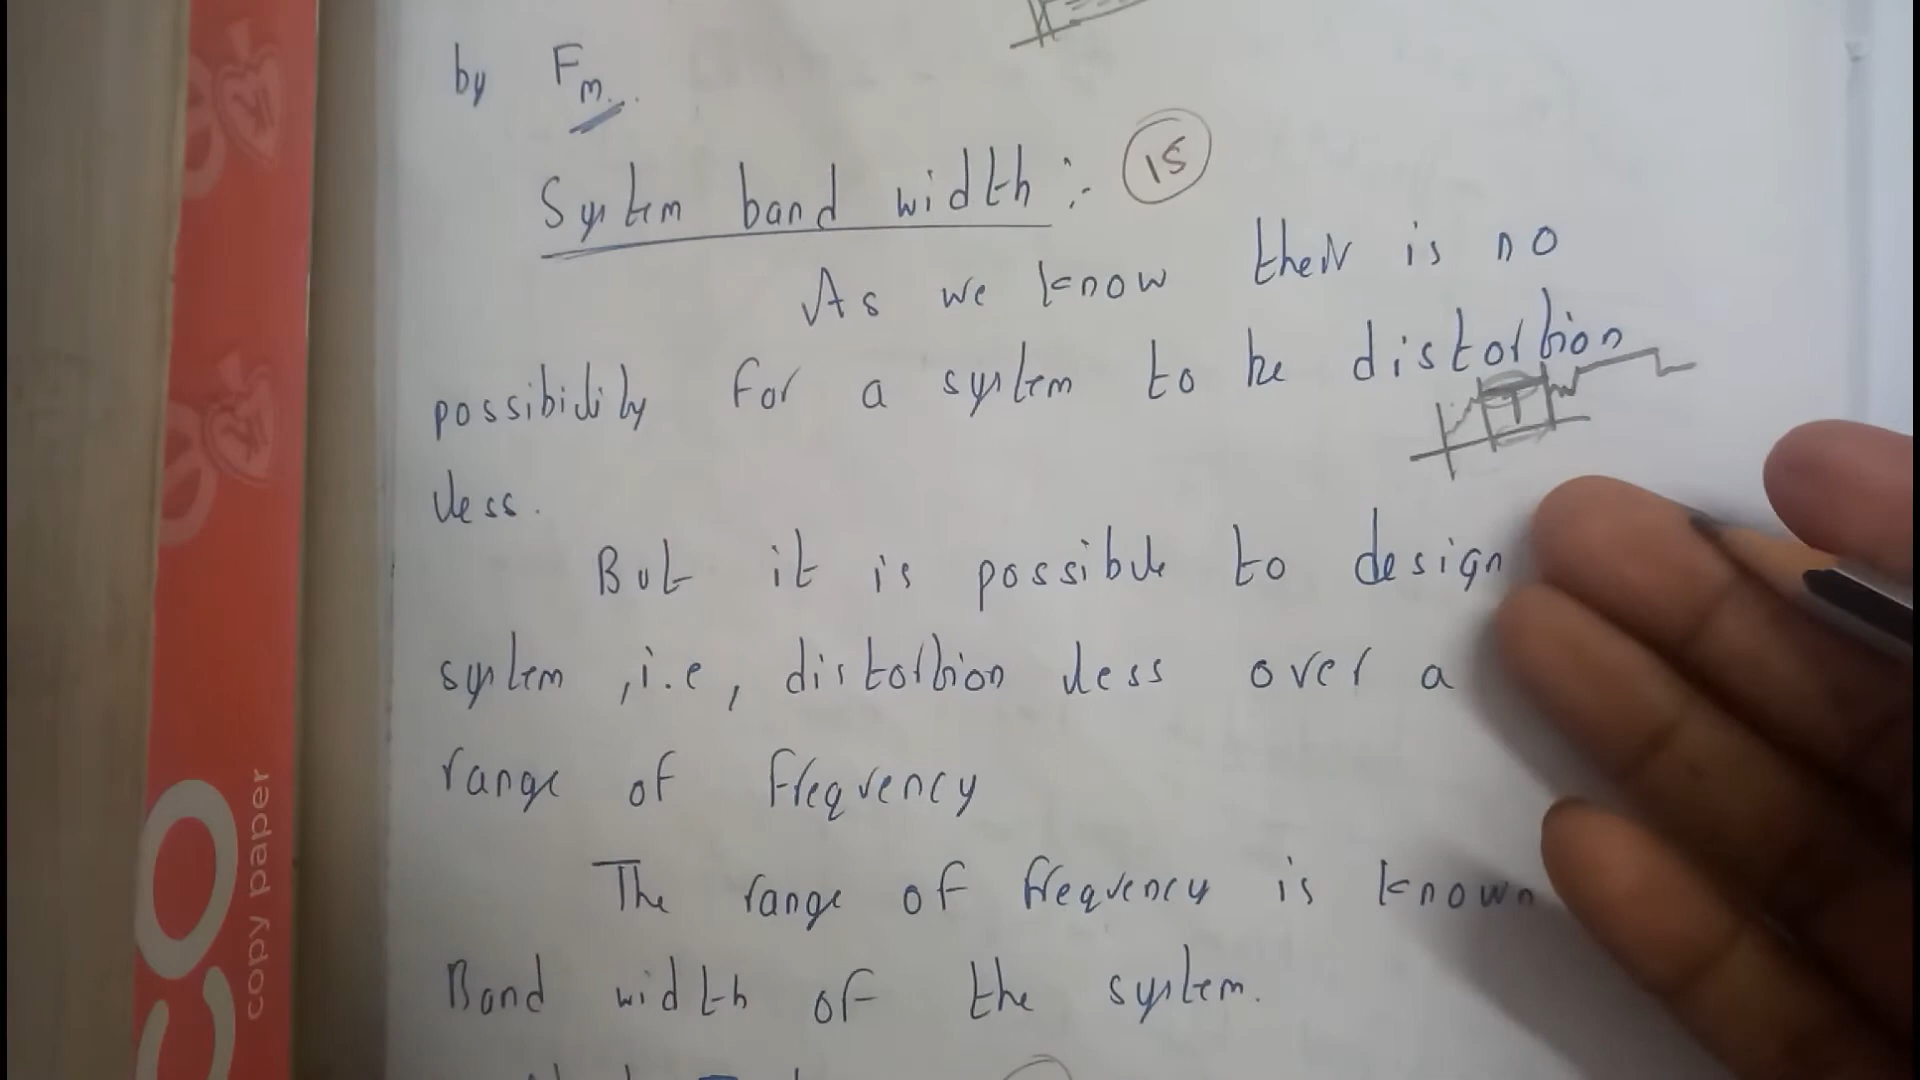 by Fm
System band width :- 15
As we know their is no
possibility for a system to be distortion
less.
But it is possible to design
system, i.e, distortion less over a
range of frequency
The range of frequency is known
Band width of the system.
copy paper